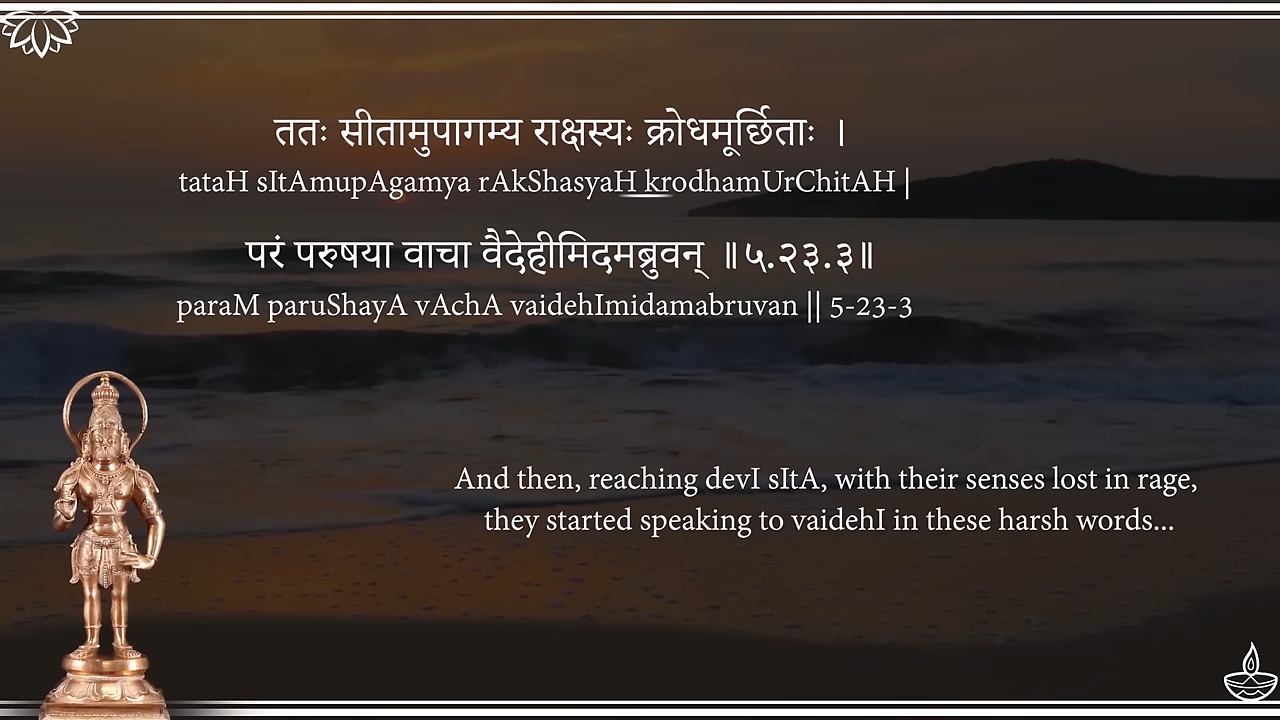 ततः सीतामुपागम्य राक्षस्यः क्रोधमूर्छिताः ।
tataH sItAmupAgamya rAkShasyaH krodhamUrChitAH |
परं परुषया वाचा वैदेहीमिदमब्रुवन् ॥५.२३.३॥
paraM paruShayA vAchA vaidehImidamabruvan || 5-23-3
And then, reaching devI sItA, with their senses lost in rage,
they started speaking to vaidehI in these harsh words...